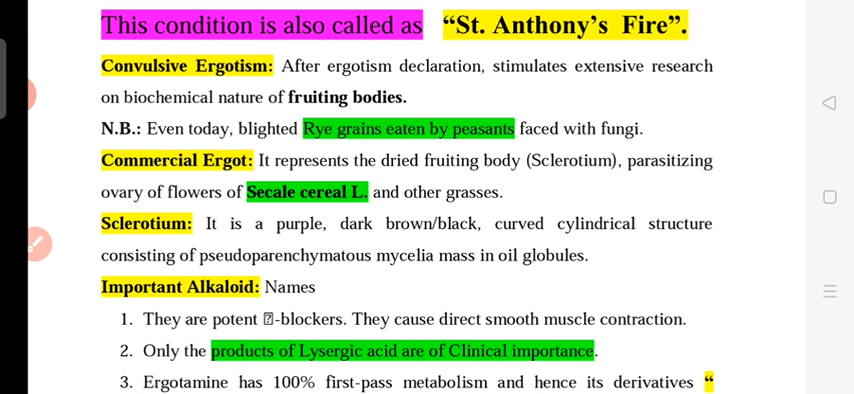 This condition is also called as “St. Anthony’s Fire”.
Convulsive Ergotism: After ergotism declaration, stimulates extensive research
on biochemical nature of fruiting bodies.
N.B.: Even today, blighted Rye grains eaten by peasants faced with fungi.
Commercial Ergot: It represents the dried fruiting body (Sclerotium), parasitizing
ovary of flowers of Secale cereal L. and other grasses.
Sclerotium: It is a purple, dark brown/black, curved cylindrical structure
consisting of pseudoparenchymatous mycelia mass in oil globules.
Important Alkaloid: Names
1. They are potent -blockers. They cause direct smooth muscle contraction.
2. Only the products of Lysergic acid are of Clinical importance.
3. Ergotamine has 100% first-pass metabolism and hence its derivatives “